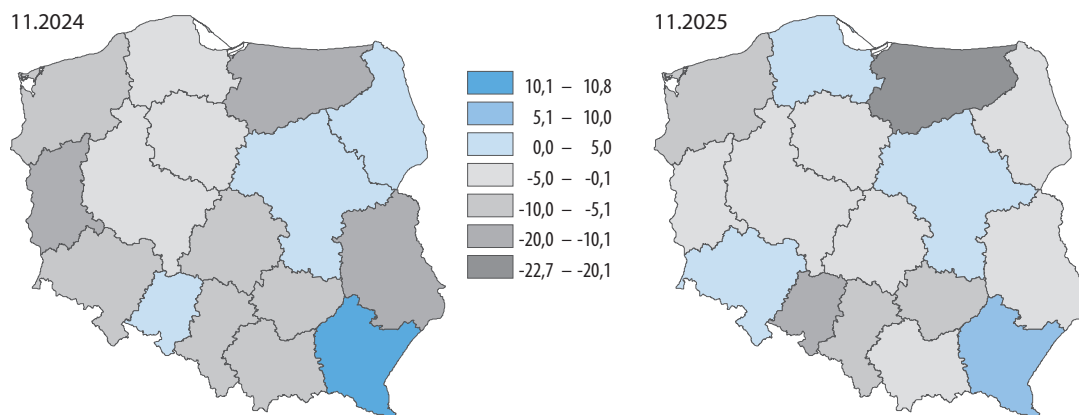 11.2024
11.2025
10,1 – 10,8
5,1 – 10,0
0,0 – 5,0
-5,0 – -0,1
-10,0 – -5,1
-20,0 – -10,1
-22,7 – -20,1